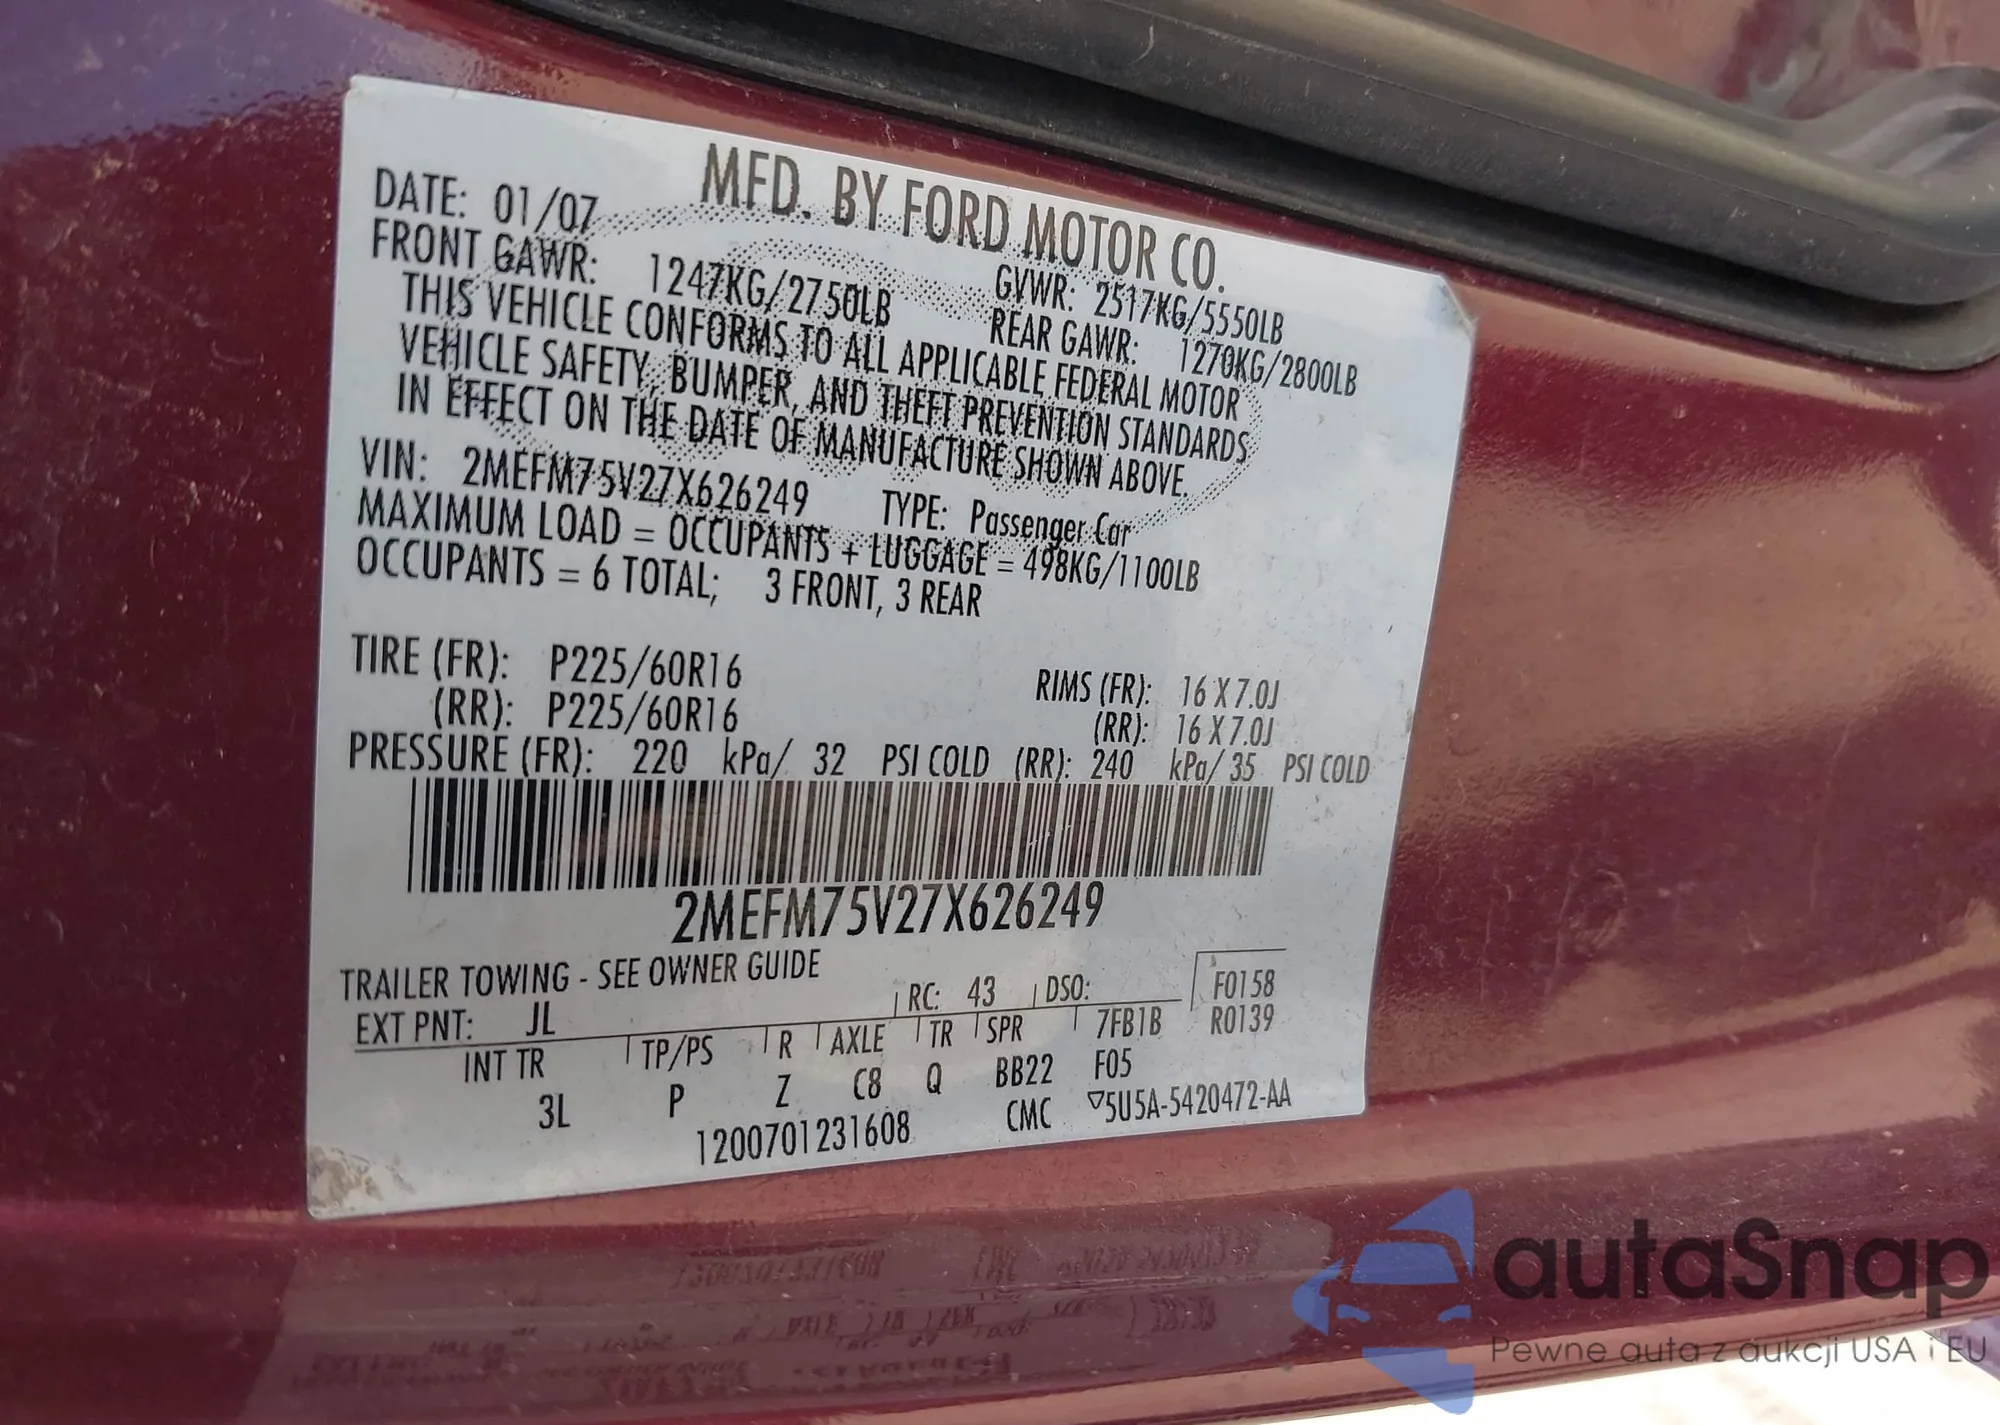 MFD. BY FORD MOTOR CO.
DATE: 01/07 GVWR: 2517KG/5550LB
FRONT GAWR: 1247KG/2750LB REAR GAWR: 1270KG/2800LB
THIS VEHICLE CONFORMS TO ALL APPLICABLE FEDERAL MOTOR
VEHICLE SAFETY, BUMPER, AND THEFT PREVENTION STANDARDS
IN EFFECT ON THE DATE OF MANUFACTURE SHOWN ABOVE.
VIN: 2MEFM75V27X626249 TYPE: Passenger Car
MAXIMUM LOAD = OCCUPANTS + LUGGAGE = 498KG/1100LB
OCCUPANTS = 6 TOTAL; 3 FRONT, 3 REAR
TIRE (FR): P225/60R16 RIMS (FR): 16 X 7.0J
(RR): P225/60R16 (RR): 16 X 7.0J
PRESSURE (FR): 220 kPa/ 32 PSI COLD (RR): 240 kPa/ 35 PSI COLD
2MEFM75V27X626249
TRAILER TOWING - SEE OWNER GUIDE
EXT PNT: JL RC: 43 DSO: F0158
INT TR TP/PS R AXLE TR SPR 7FB1B R0139
3L P Z C8 Q BB22 F05
1200701231608 CMC ▽5U5A-5420472-AA
autaSnap
Pewne auta z aukcji USA i EU